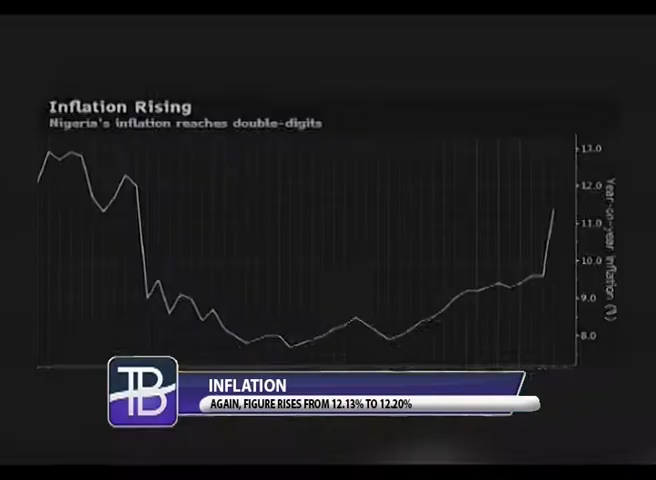 Inflation Rising
Nigeria's inflation reaches double-digits
13.0
12.0
11.0
10.0
9.0
8.0
Year-on-year inflation (%)
TB
INFLATION
AGAIN, FIGURE RISES FROM 12.13% TO 12.20%